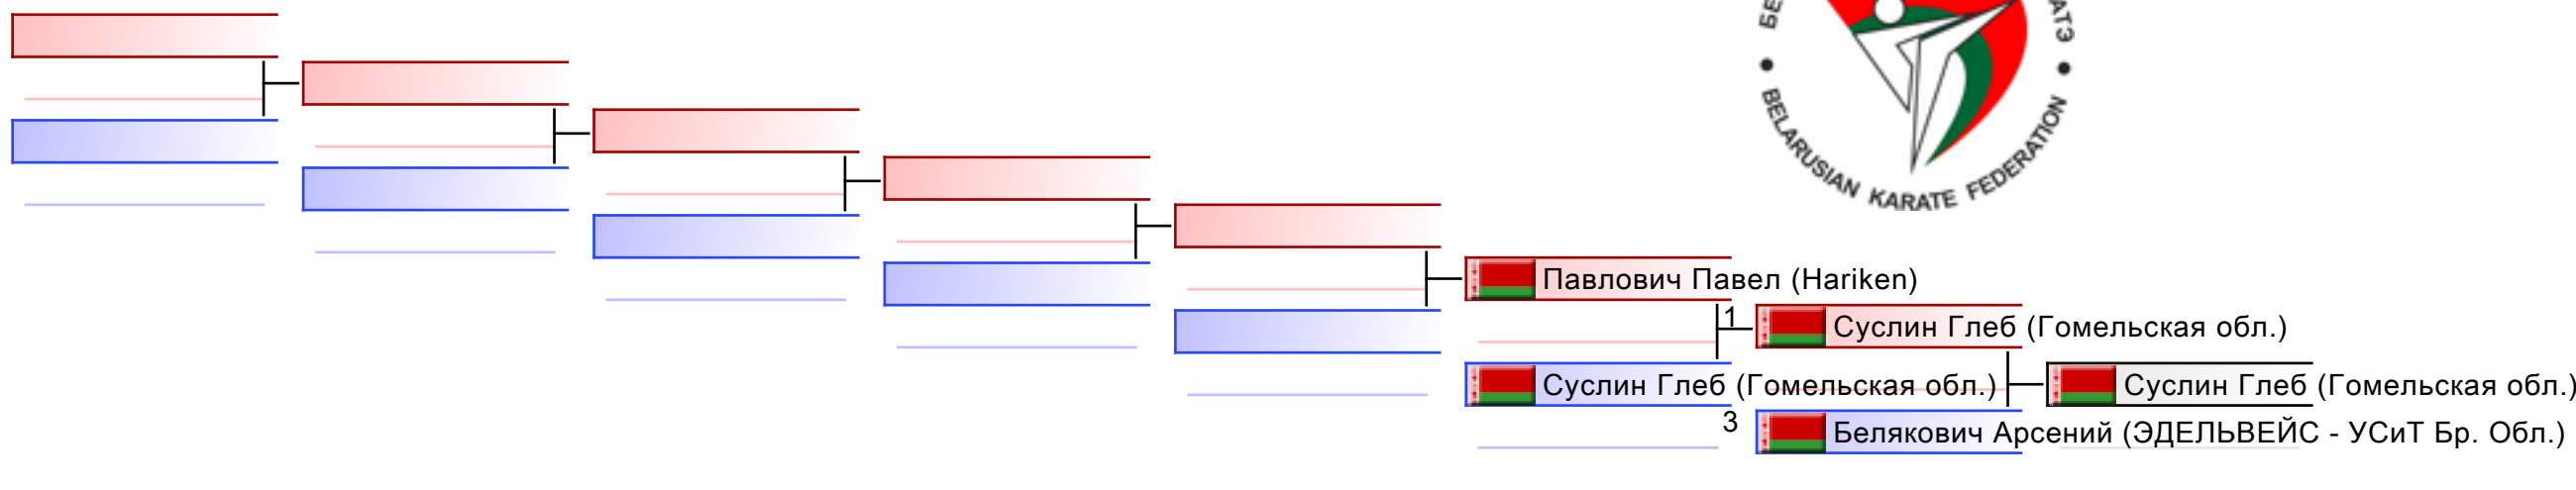 BELARUSIAN KARATE FEDERATION
Павлович Павел (Hariken)
1
Суслин Глеб (Гомельская обл.)
Суслин Глеб (Гомельская обл.)
Суслин Глеб (Гомельская обл.)
3
Белякович Арсений (ЭДЕЛЬВЕЙС - УСиТ Бр. Обл.)